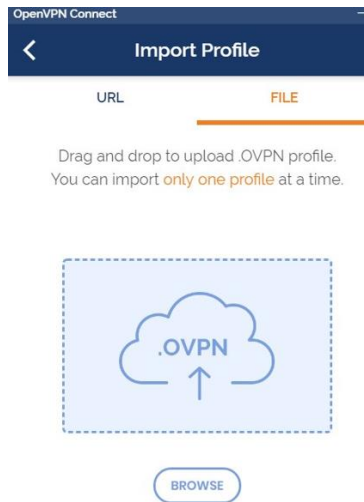 OpenVPN Connect
Import Profile
URL
FILE
Drag and drop to upload .OVPN profile.
You can import only one profile at a time.
.OVPN
BROWSE